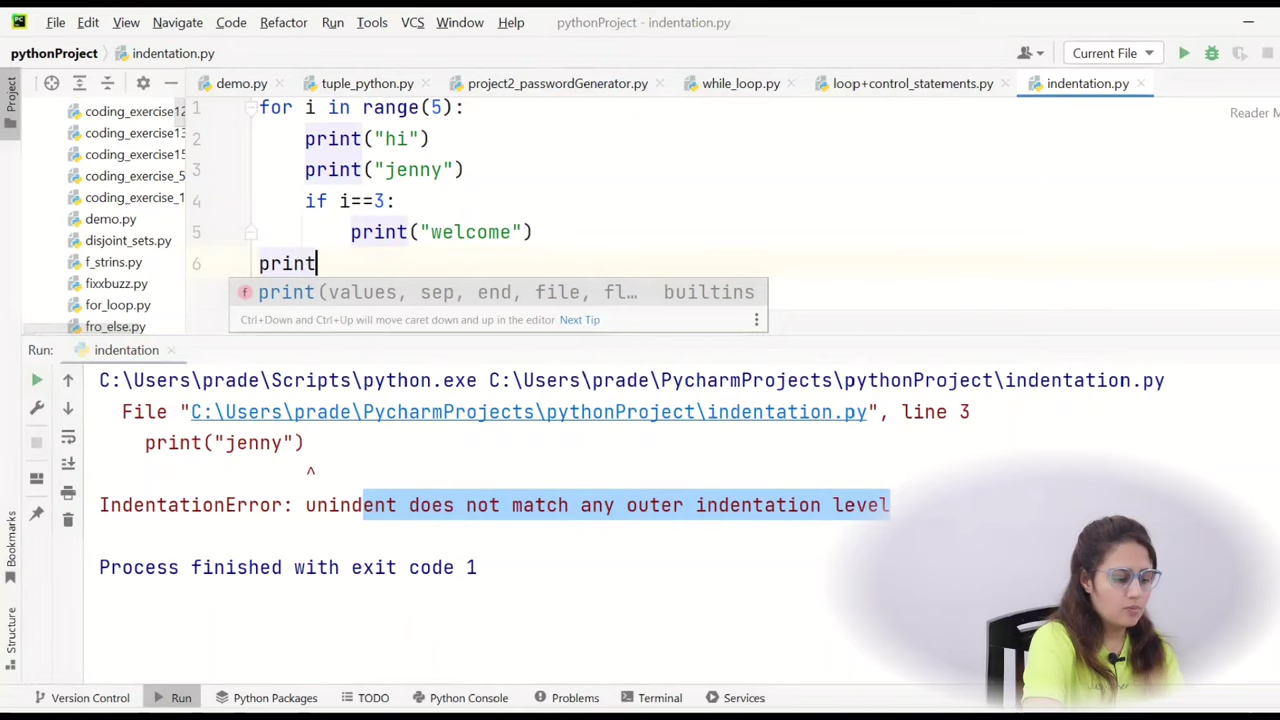 File Edit View Navigate Code Refactor Run Tools VCS Window Help pythonProject - indentation.py
pythonProject indentation.py Current File
Project demo.py tuple_python.py project2_passwordGenerator.py while_loop.py loop+control_statements.py indentation.py
coding_exercise12
coding_exercise13
coding_exercise15
coding_exercise_5
coding_exercise_1
demo.py
disjoint_sets.py
f_strins.py
fixxbuzz.py
for_loop.py
fro_else.py
1 for i in range(5):
Reader M
2 print("hi")
3 print("jenny")
4 if i==3:
5 print("welcome")
6 print
print(values, sep, end, file, fl… builtins
Ctrl+Down and Ctrl+Up will move caret down and up in the editor Next Tip
Run: indentation
C:\Users\prade\Scripts\python.exe C:\Users\prade\PycharmProjects\pythonProject\indentation.py
File "C:\Users\prade\PycharmProjects\pythonProject\indentation.py", line 3
print("jenny")
^
IndentationError: unindent does not match any outer indentation level
Process finished with exit code 1
Bookmarks
Structure
Version Control Run Python Packages TODO Python Console Problems Terminal Services